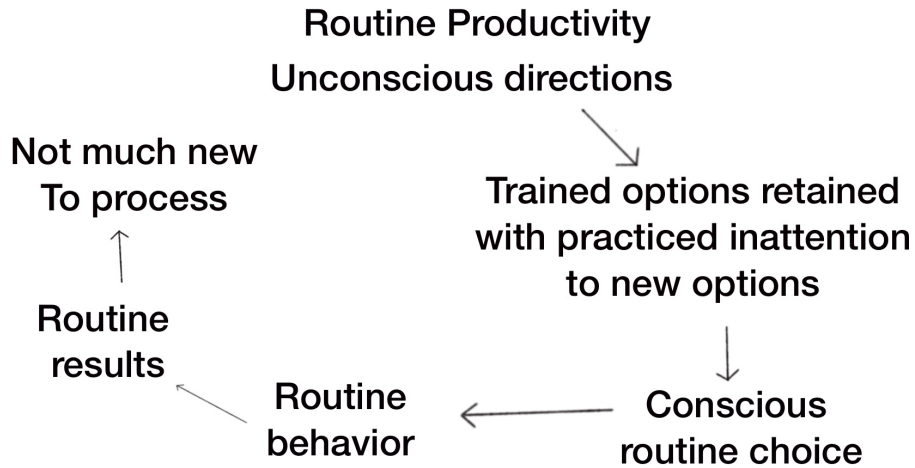 Routine Productivity
Unconscious directions
Trained options retained
with practiced inattention
to new options
Conscious
routine choice
Routine
behavior
Routine
results
Not much new
To process